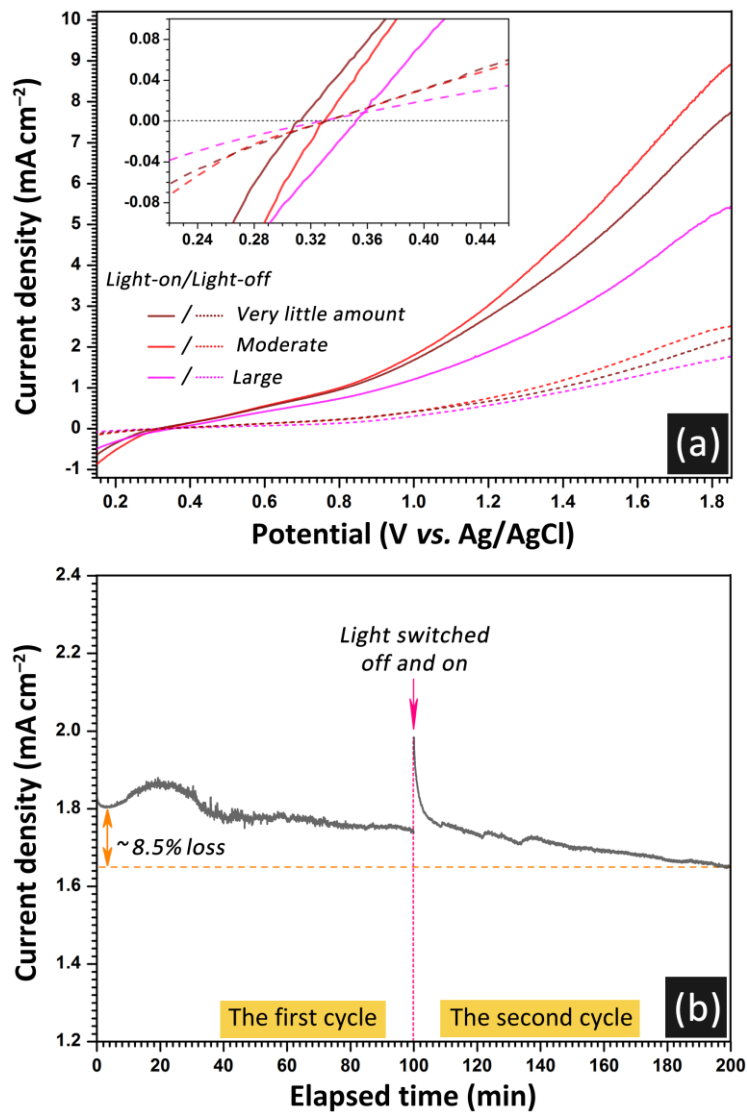 10
9
8
7
6
5
4
3
2
1
0
-1
Current density (mA cm⁻²)
0.08
0.04
0.00
-0.04
-0.08
0.24 0.28 0.32 0.36 0.40 0.44
Light-on/Light-off
/ Very little amount
/ Moderate
/ Large
(a)
0.2 0.4 0.6 0.8 1.0 1.2 1.4 1.6 1.8
Potential (V vs. Ag/AgCl)
2.4
2.2
2.0
1.8
1.6
1.4
1.2
Current density (mA cm⁻²)
Light switched
off and on
~8.5% loss
The first cycle
The second cycle
(b)
0 20 40 60 80 100 120 140 160 180 200
Elapsed time (min)